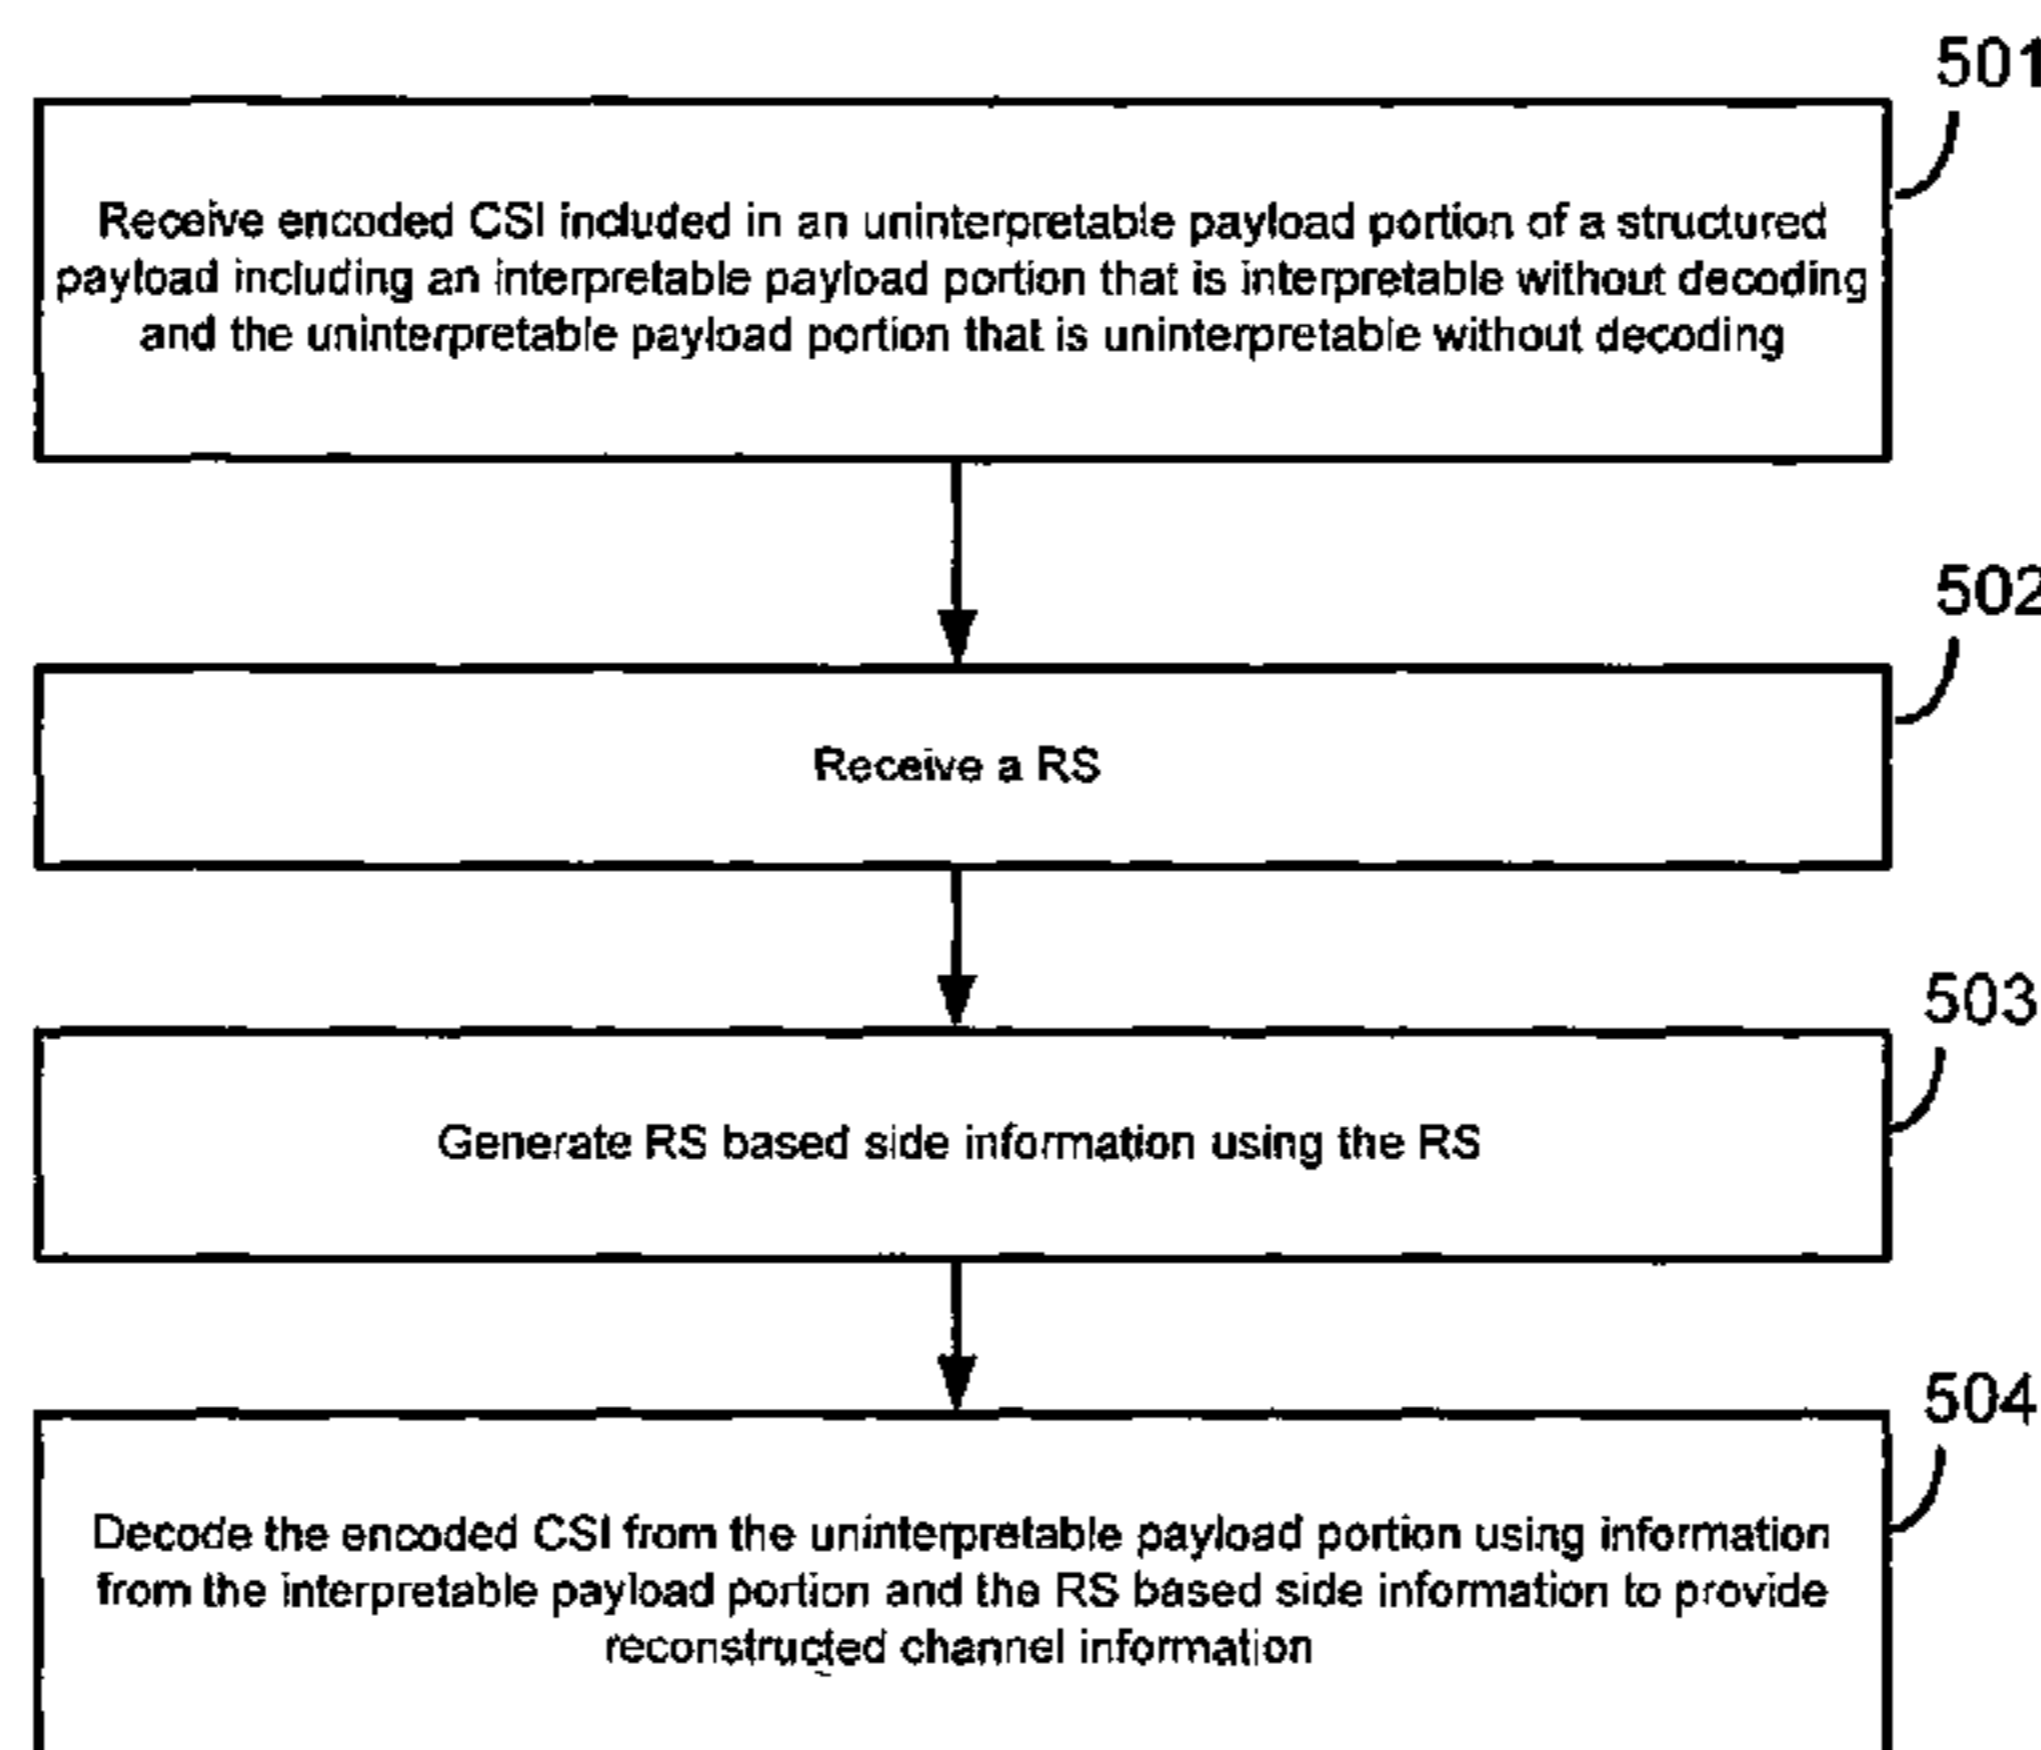 501
Receive encoded CSI included in an uninterpretable payload portion of a structured
payload including an interpretable payload portion that is interpretable without decoding
and the uninterpretable payload portion that is uninterpretable without decoding
502
Receive a RS
503
Generate RS based side information using the RS
504
Decode the encoded CSI from the uninterpretable payload portion using information
from the interpretable payload portion and the RS based side information to provide
reconstructed channel information